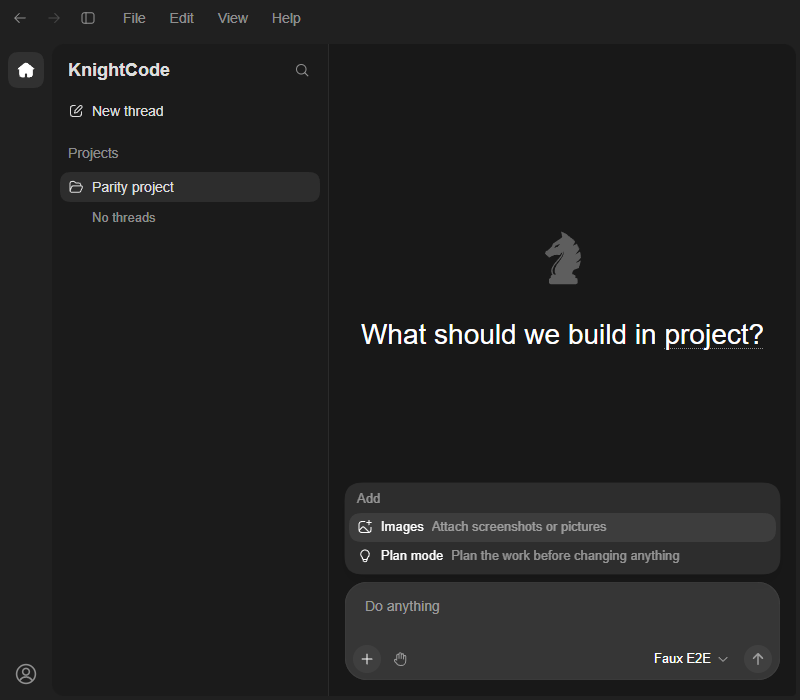 File Edit View Help
KnightCode
New thread
Projects
Parity project
No threads
What should we build in project?
Add
Images Attach screenshots or pictures
Plan mode Plan the work before changing anything
Do anything
Faux E2E